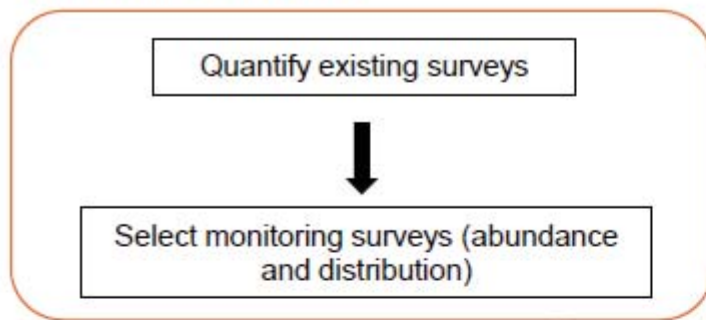 Quantify existing surveys
Select monitoring surveys (abundance
and distribution)